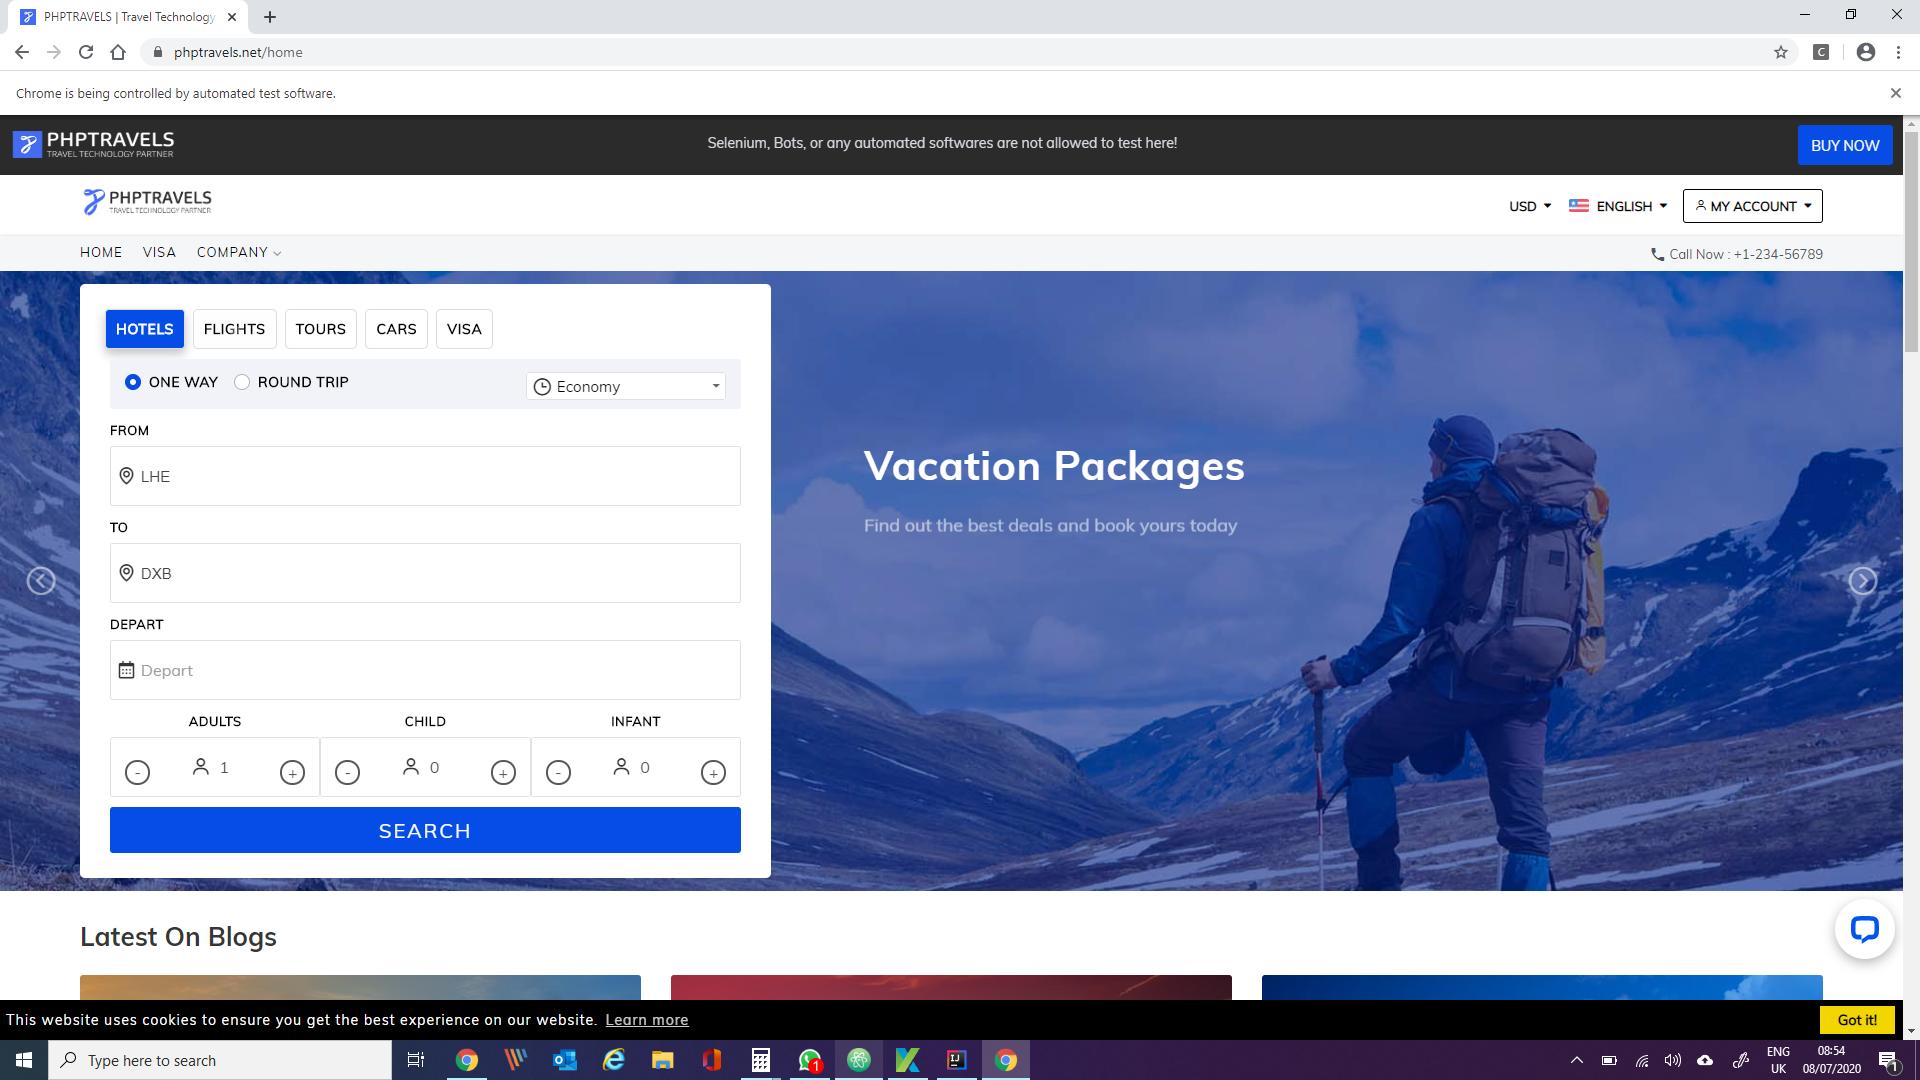 PHPTRAVELS | Travel Technology
phptravels.net/home
C
Chrome is being controlled by automated test software.
PHPTRAVELS
TRAVEL TECHNOLOGY PARTNER
Selenium, Bots, or any automated softwares are not allowed to test here!
BUY NOW
PHPTRAVELS
TRAVEL TECHNOLOGY PARTNER
USD
ENGLISH
MY ACCOUNT
HOME
VISA
COMPANY
Call Now : +1-234-56789
HOTELS
FLIGHTS
TOURS
CARS
VISA
ONE WAY
ROUND TRIP
Economy
FROM
LHE
TO
DXB
DEPART
Depart
ADULTS
CHILD
INFANT
- 1 +
- 0 +
- 0 +
SEARCH
Vacation Packages
Find out the best deals and book yours today
Latest On Blogs
This website uses cookies to ensure you get the best experience on our website. Learn more
Got it!
Type here to search
1
IJ
ENG
UK
08:54
08/07/2020
1